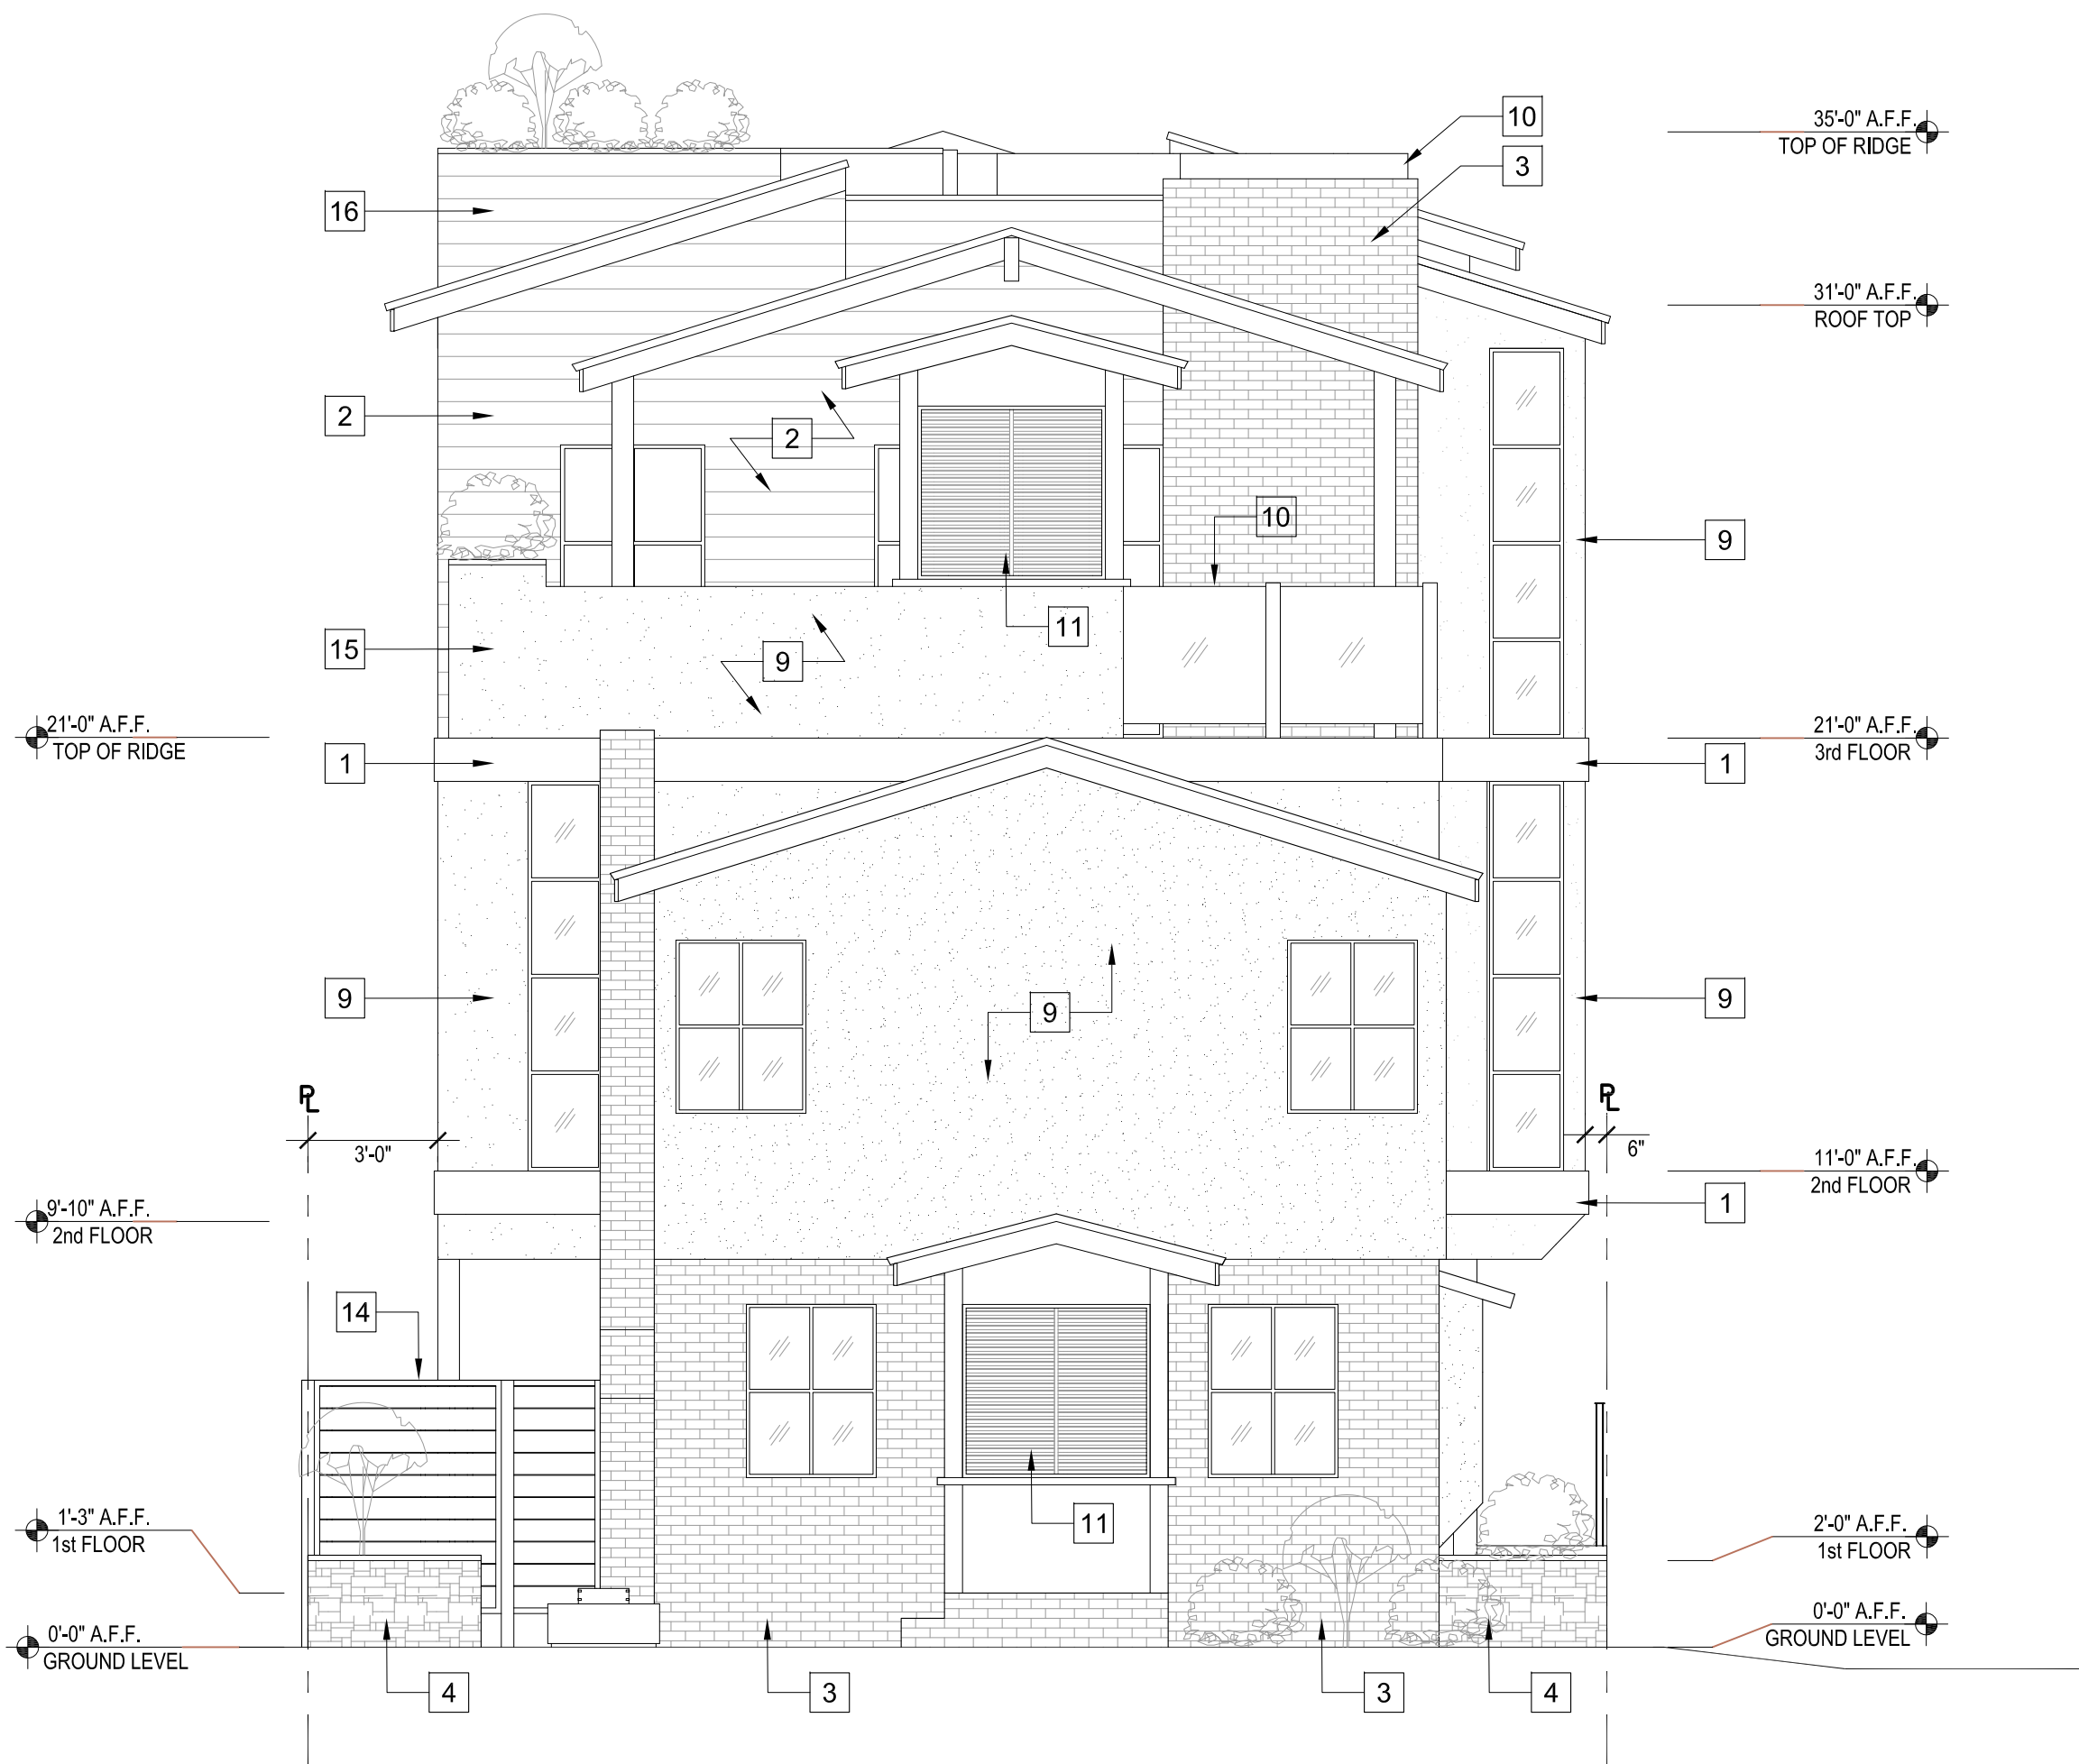 10
35'-0" A.F.F.
TOP OF RIDGE
3
16
31'-0" A.F.F.
ROOF TOP
2
2
10
9
11
15
9
21'-0" A.F.F.
TOP OF RIDGE
21'-0" A.F.F.
3rd FLOOR
1
1
9
9
9
PL
PL
3'-0"
6"
11'-0" A.F.F.
2nd FLOOR
9'-10" A.F.F.
2nd FLOOR
1
14
1'-3" A.F.F.
1st FLOOR
11
2'-0" A.F.F.
1st FLOOR
0'-0" A.F.F.
GROUND LEVEL
0'-0" A.F.F.
GROUND LEVEL
4
3
3
4